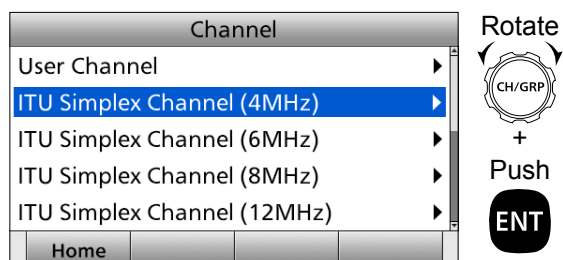 Channel
User Channel
ITU Simplex Channel (4MHz)
ITU Simplex Channel (6MHz)
ITU Simplex Channel (8MHz)
ITU Simplex Channel (12MHz)
Home
Rotate
CH/GRP
+
Push
ENT